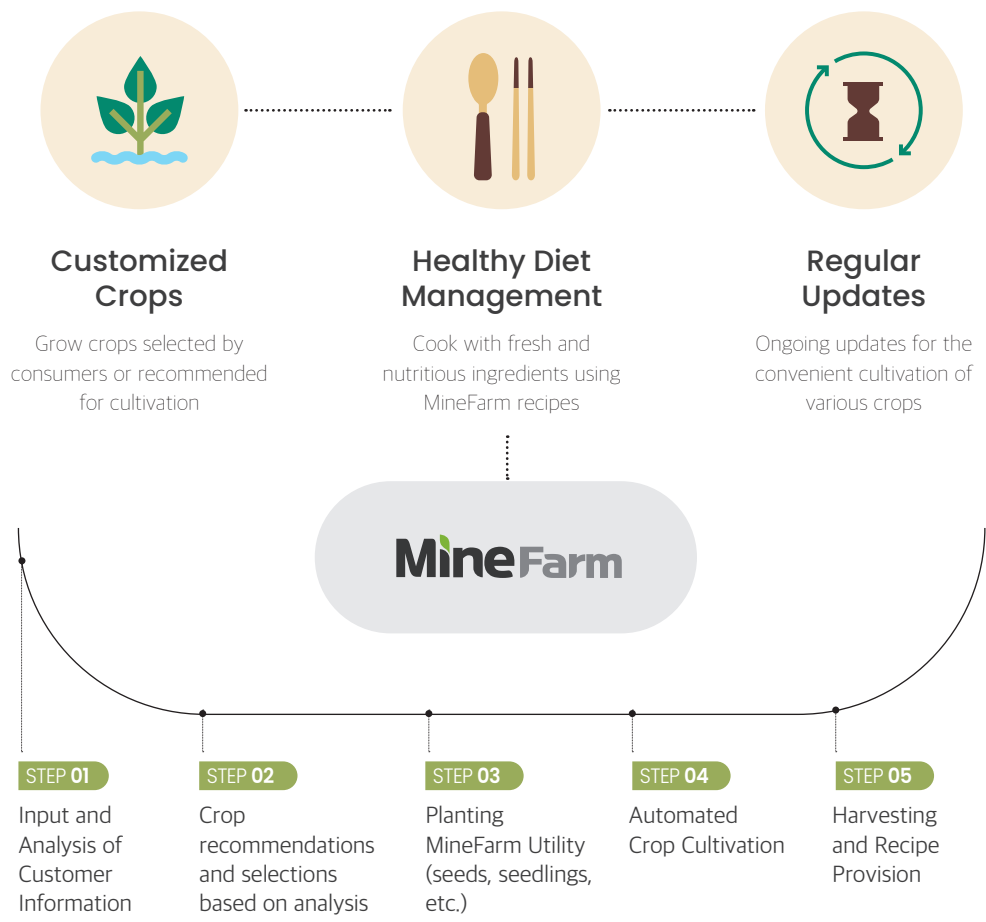 Customized
Crops
Grow crops selected by
consumers or recommended
for cultivation
Healthy Diet
Management
Cook with fresh and
nutritious ingredients using
MineFarm recipes
Regular
Updates
Ongoing updates for the
convenient cultivation of
various crops
MineFarm
STEP 01
Input and
Analysis of
Customer
Information
STEP 02
Crop
recommendations
and selections
based on analysis
STEP 03
Planting
MineFarm Utility
(seeds, seedlings,
etc.)
STEP 04
Automated
Crop Cultivation
STEP 05
Harvesting
and Recipe
Provision